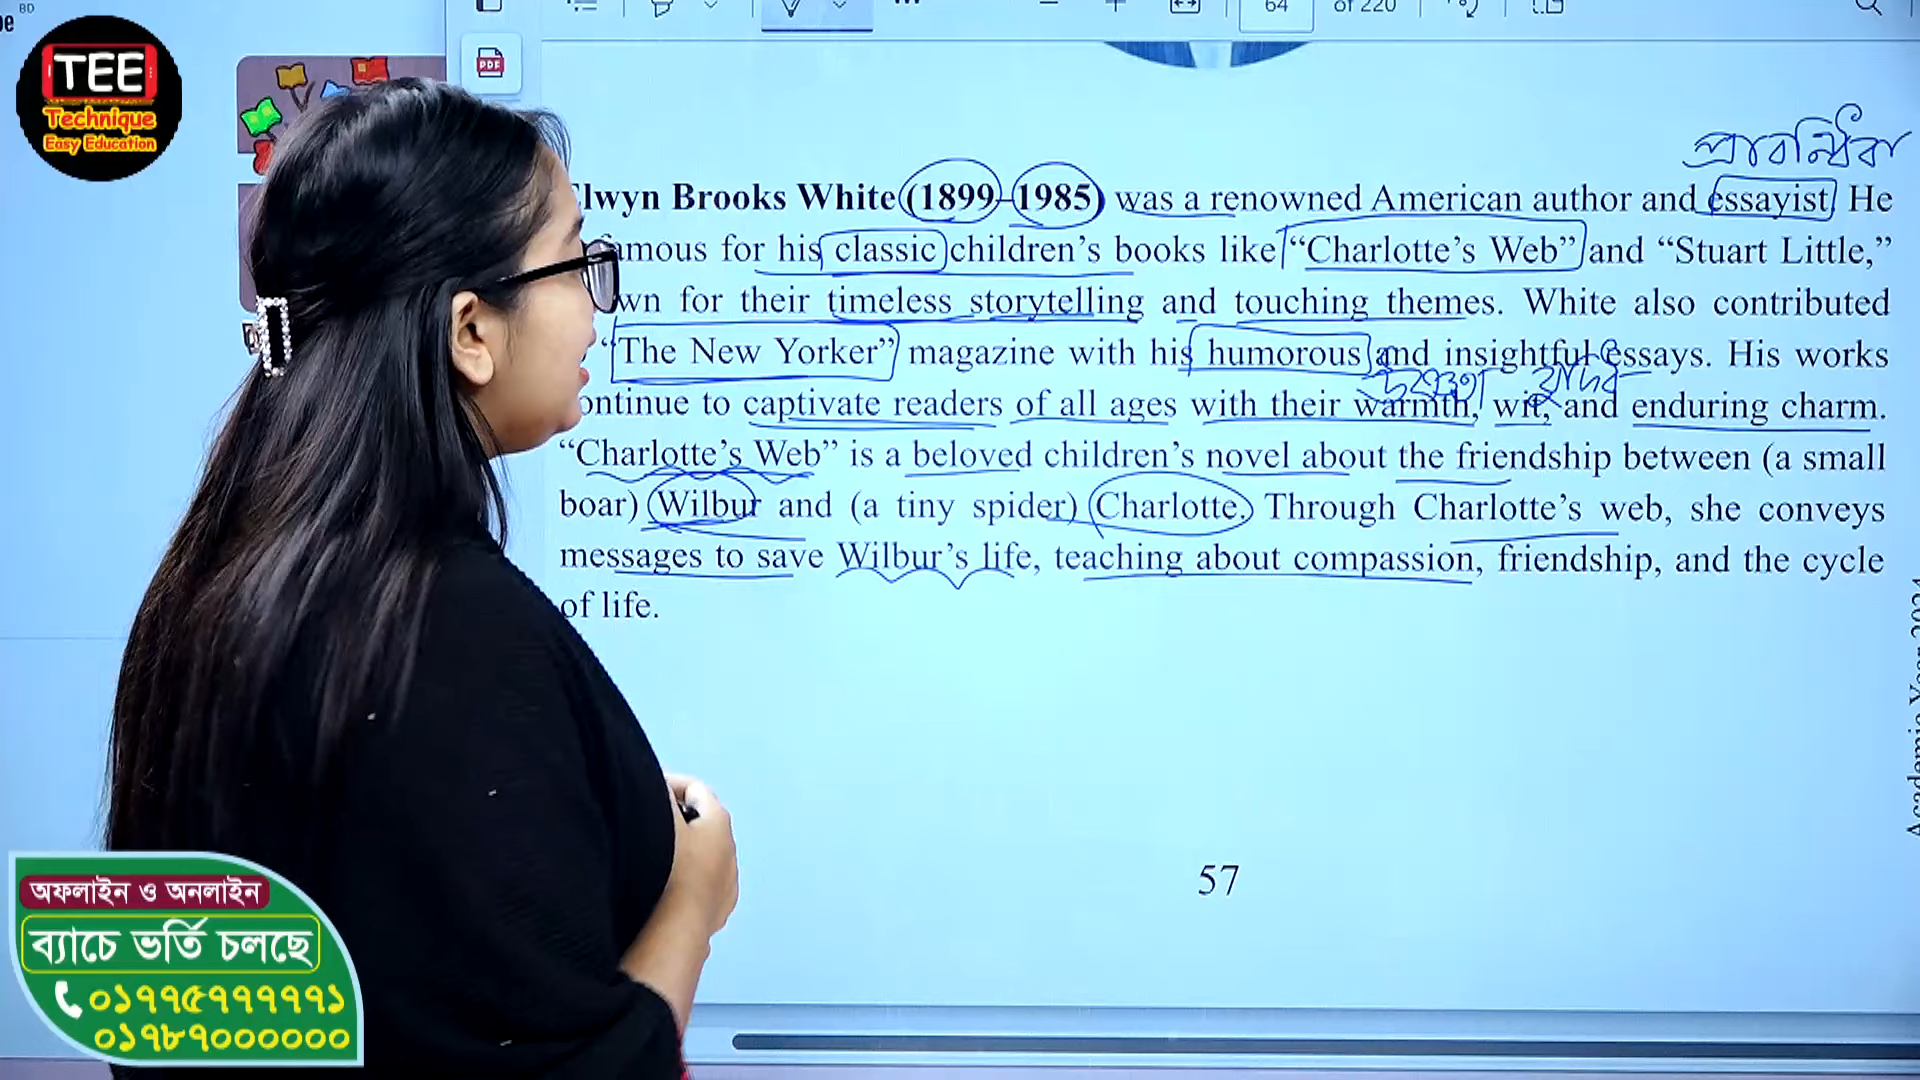 BD
TEE
Technique
Easy Education
PDF
64 of 220
lwyn Brooks White (1899–1985) was a renowned American author and essayist. He
amous for his classic children’s books like “Charlotte’s Web” and “Stuart Little,”
wn for their timeless storytelling and touching themes. White also contributed
“The New Yorker” magazine with his humorous and insightful essays. His works
ontinue to captivate readers of all ages with their warmth, wit, and enduring charm.
“Charlotte’s Web” is a beloved children’s novel about the friendship between (a small
boar) Wilbur and (a tiny spider) Charlotte. Through Charlotte’s web, she conveys
messages to save Wilbur’s life, teaching about compassion, friendship, and the cycle
of life.
57
Academic Year 2024
অফলাইন ও অনলাইন
ব্যাচে ভর্তি চলছে
০১৭৭৫৭৭৭৭৭১
০১৭৮৭০০০০০০